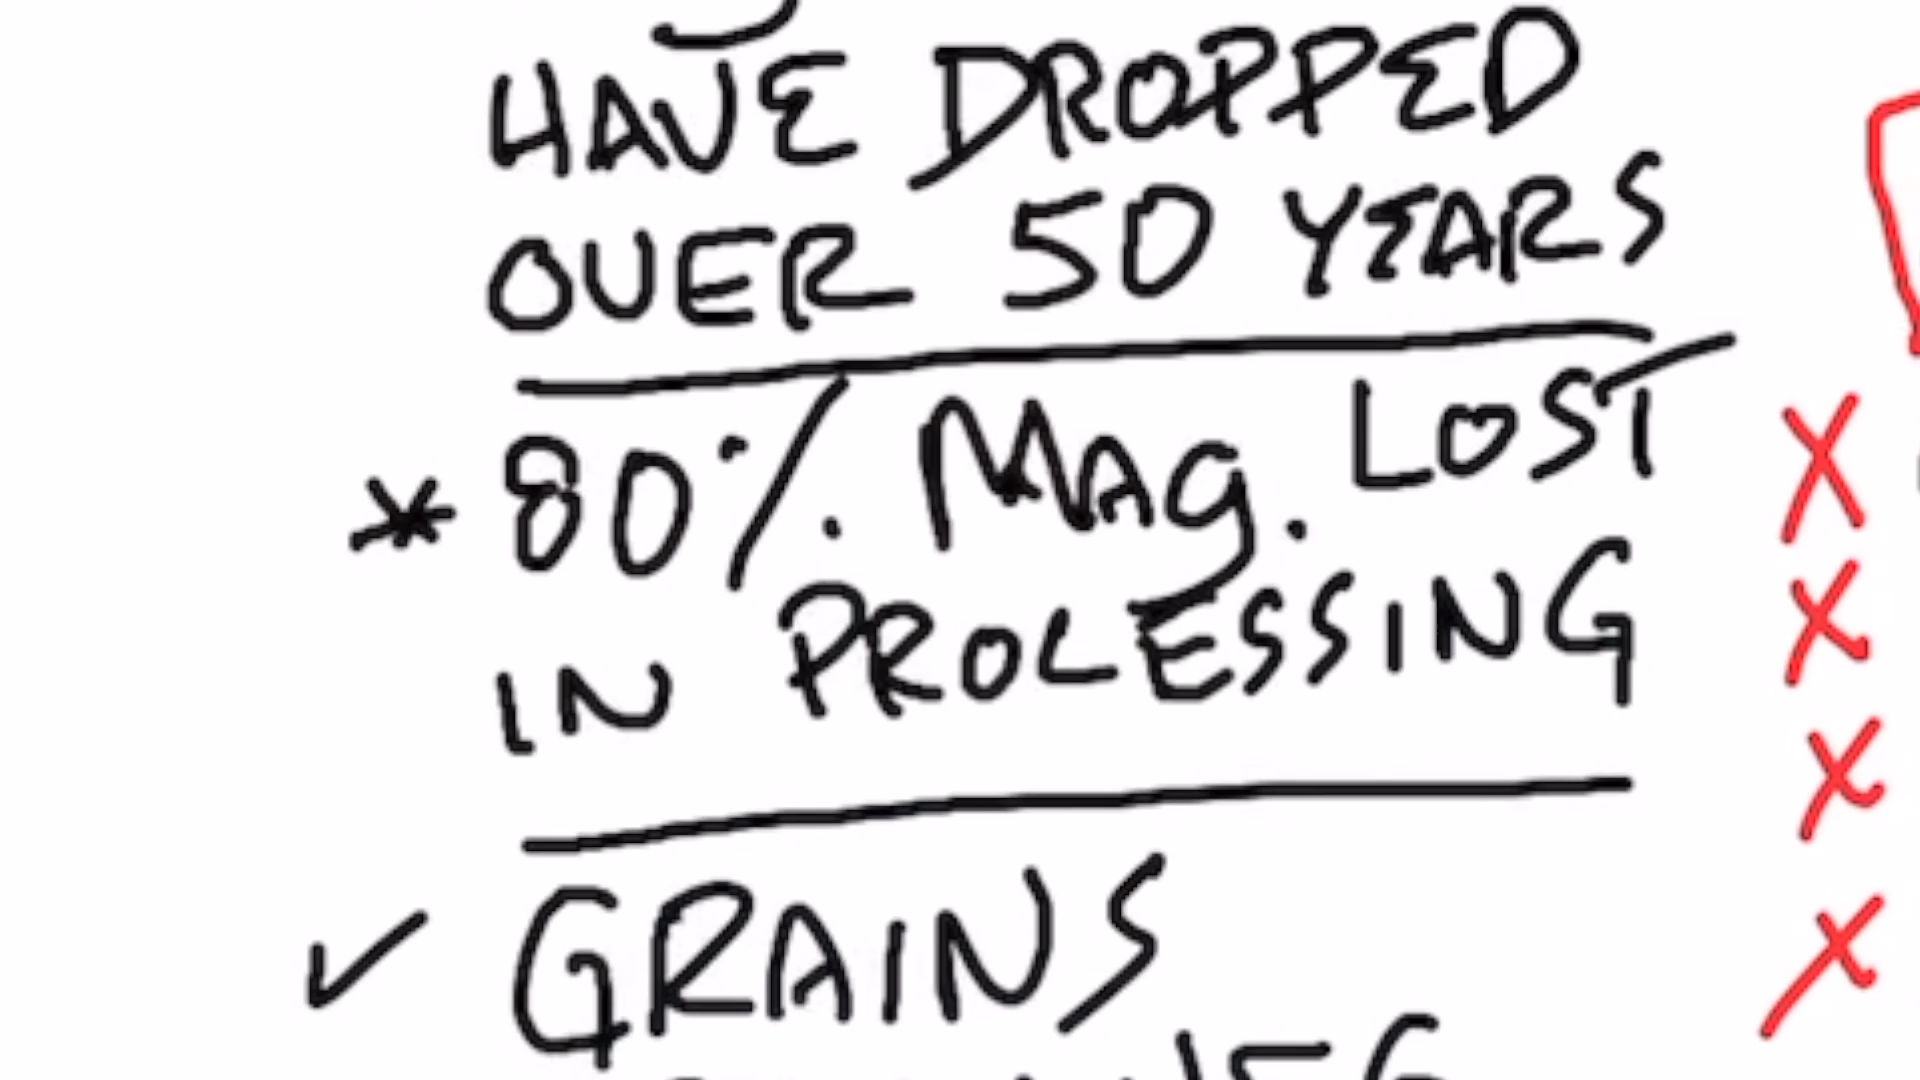 HAVE DROPPED
OVER 50 YEARS
* 80% MAg. LOST
IN PROCESSING
✓ GRAINS